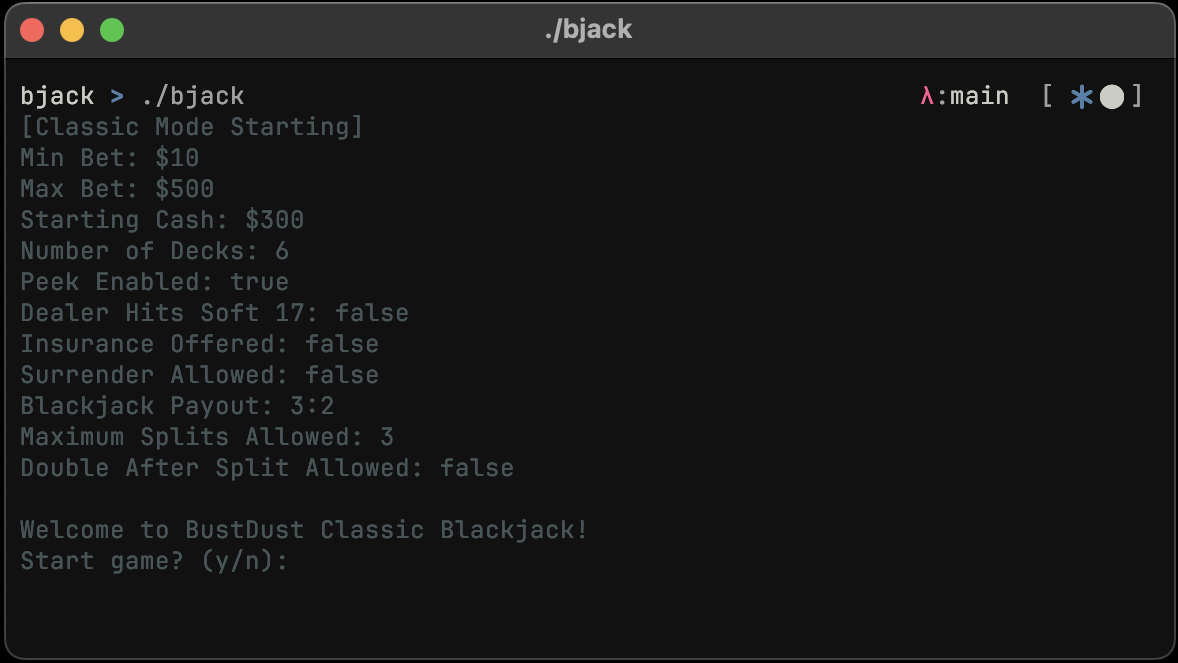 ./bjack
bjack > ./bjack λ:main [ *●]
[Classic Mode Starting]
Min Bet: $10
Max Bet: $500
Starting Cash: $300
Number of Decks: 6
Peek Enabled: true
Dealer Hits Soft 17: false
Insurance Offered: false
Surrender Allowed: false
Blackjack Payout: 3:2
Maximum Splits Allowed: 3
Double After Split Allowed: false
Welcome to BustDust Classic Blackjack!
Start game? (y/n):